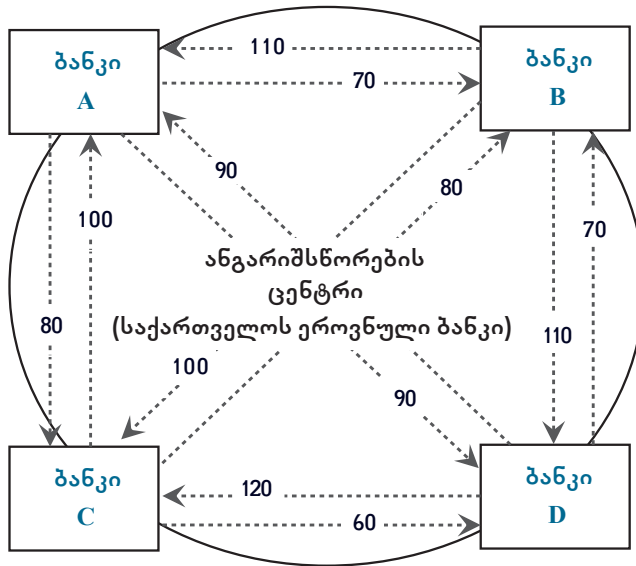 ბანკი
A
110
70
ბანკი
B
90
80
100
70
ანგარიშსწორების
ცენტრი
(საქართველოს ეროვნული ბანკი)
80
110
100
90
ბანკი
C
120
60
ბანკი
D